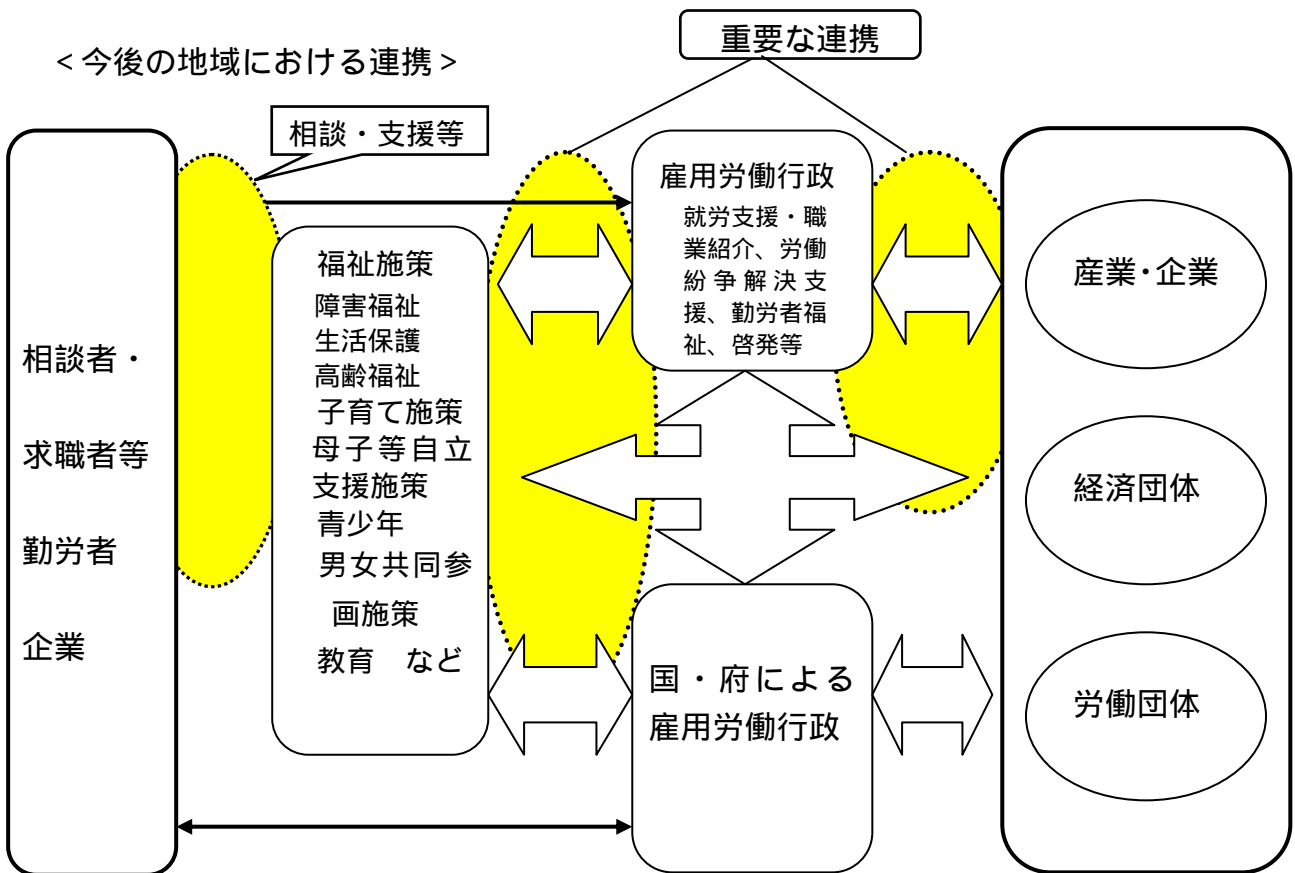 重要な連携
<今後の地域における連携>
相談・支援等
相談者・
求職者等
勤労者
企業
福祉施策
障害福祉
生活保護
高齢福祉
子育て施策
母子等自立
支援施策
青少年
男女共同参
画施策
教育　など
雇用労働行政
就労支援・職
業紹介、労働
紛争解決支
援、勤労者福
祉、啓発等
国・府による
雇用労働行政
産業・企業
経済団体
労働団体